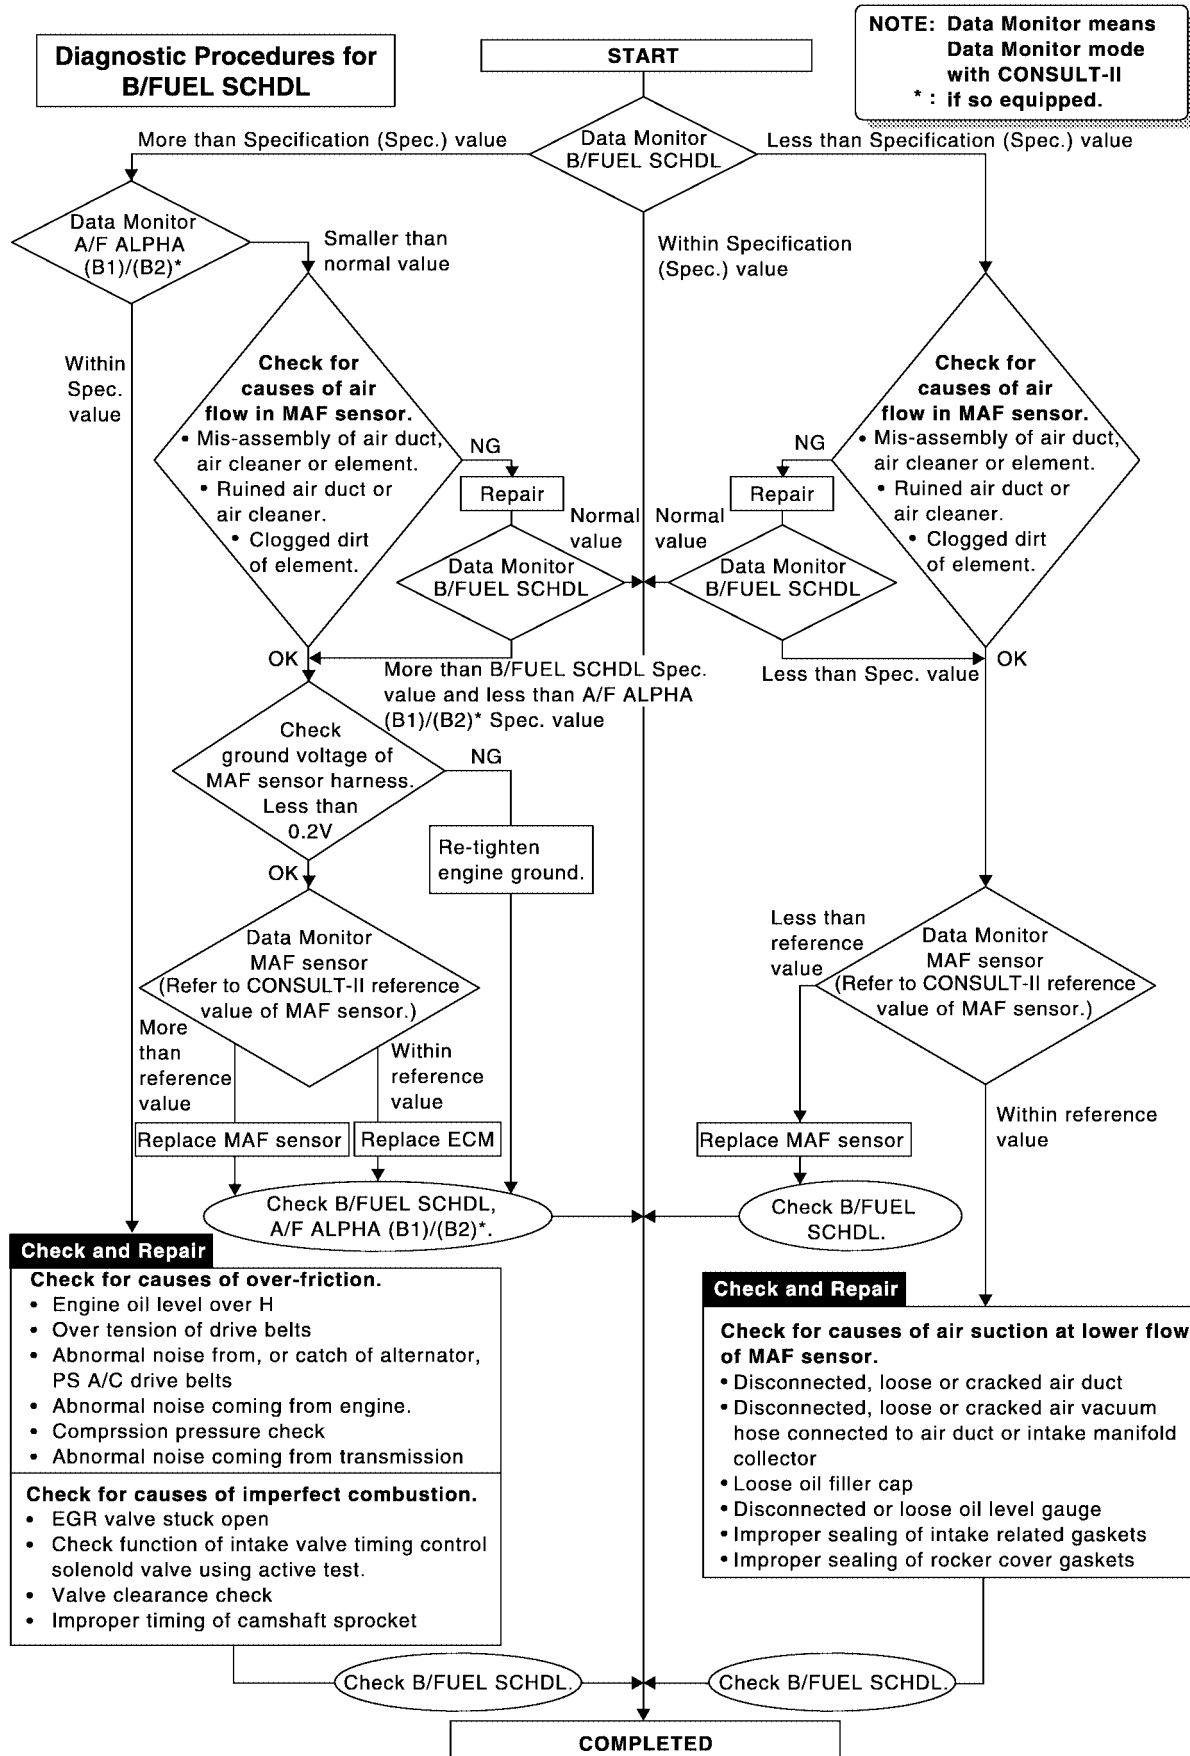 Diagnostic Procedures for
B/FUEL SCHDL
START
NOTE: Data Monitor means
Data Monitor mode
with CONSULT-II
* : if so equipped.
More than Specification (Spec.) value
Data Monitor
B/FUEL SCHDL
Less than Specification (Spec.) value
Data Monitor
A/F ALPHA
(B1)/(B2)*
Smaller than
normal value
Within Specification
(Spec.) value
Within
Spec.
value
Check for
causes of air
flow in MAF sensor.
• Mis-assembly of air duct,
air cleaner or element.
• Ruined air duct or
air cleaner.
• Clogged dirt
of element.
NG
Repair
Normal
value
Data Monitor
B/FUEL SCHDL
Check for
causes of air
flow in MAF sensor.
• Mis-assembly of air duct,
air cleaner or element.
• Ruined air duct or
air cleaner.
• Clogged dirt
of element.
NG
Repair
Normal
value
Data Monitor
B/FUEL SCHDL
OK
More than B/FUEL SCHDL Spec.
value and less than A/F ALPHA
(B1)/(B2)* Spec. value
Less than Spec. value
OK
Check
ground voltage of
MAF sensor harness.
Less than
0.2V
NG
Re-tighten
engine ground.
OK
Data Monitor
MAF sensor
(Refer to CONSULT-II reference
value of MAF sensor.)
Less than
reference
value
Data Monitor
MAF sensor
(Refer to CONSULT-II reference
value of MAF sensor.)
More
than
reference
value
Within
reference
value
Within reference
value
Replace MAF sensor
Replace ECM
Replace MAF sensor
Check B/FUEL SCHDL,
A/F ALPHA (B1)/(B2)*.
Check B/FUEL
SCHDL.
Check and Repair
Check for causes of over-friction.
• Engine oil level over H
• Over tension of drive belts
• Abnormal noise from, or catch of alternator,
PS A/C drive belts
• Abnormal noise coming from engine.
• Comprssion pressure check
• Abnormal noise coming from transmission
Check for causes of imperfect combustion.
• EGR valve stuck open
• Check function of intake valve timing control
solenold valve using active test.
• Valve clearance check
• Improper timing of camshaft sprocket
Check and Repair
Check for causes of air suction at lower flow
of MAF sensor.
• Disconnected, loose or cracked air duct
• Disconnected, loose or cracked air vacuum
hose connected to air duct or intake manifold
collector
• Loose oil filler cap
• Disconnected or loose oil level gauge
• Improper sealing of intake related gaskets
• Improper sealing of rocker cover gaskets
Check B/FUEL SCHDL.
Check B/FUEL SCHDL.
COMPLETED